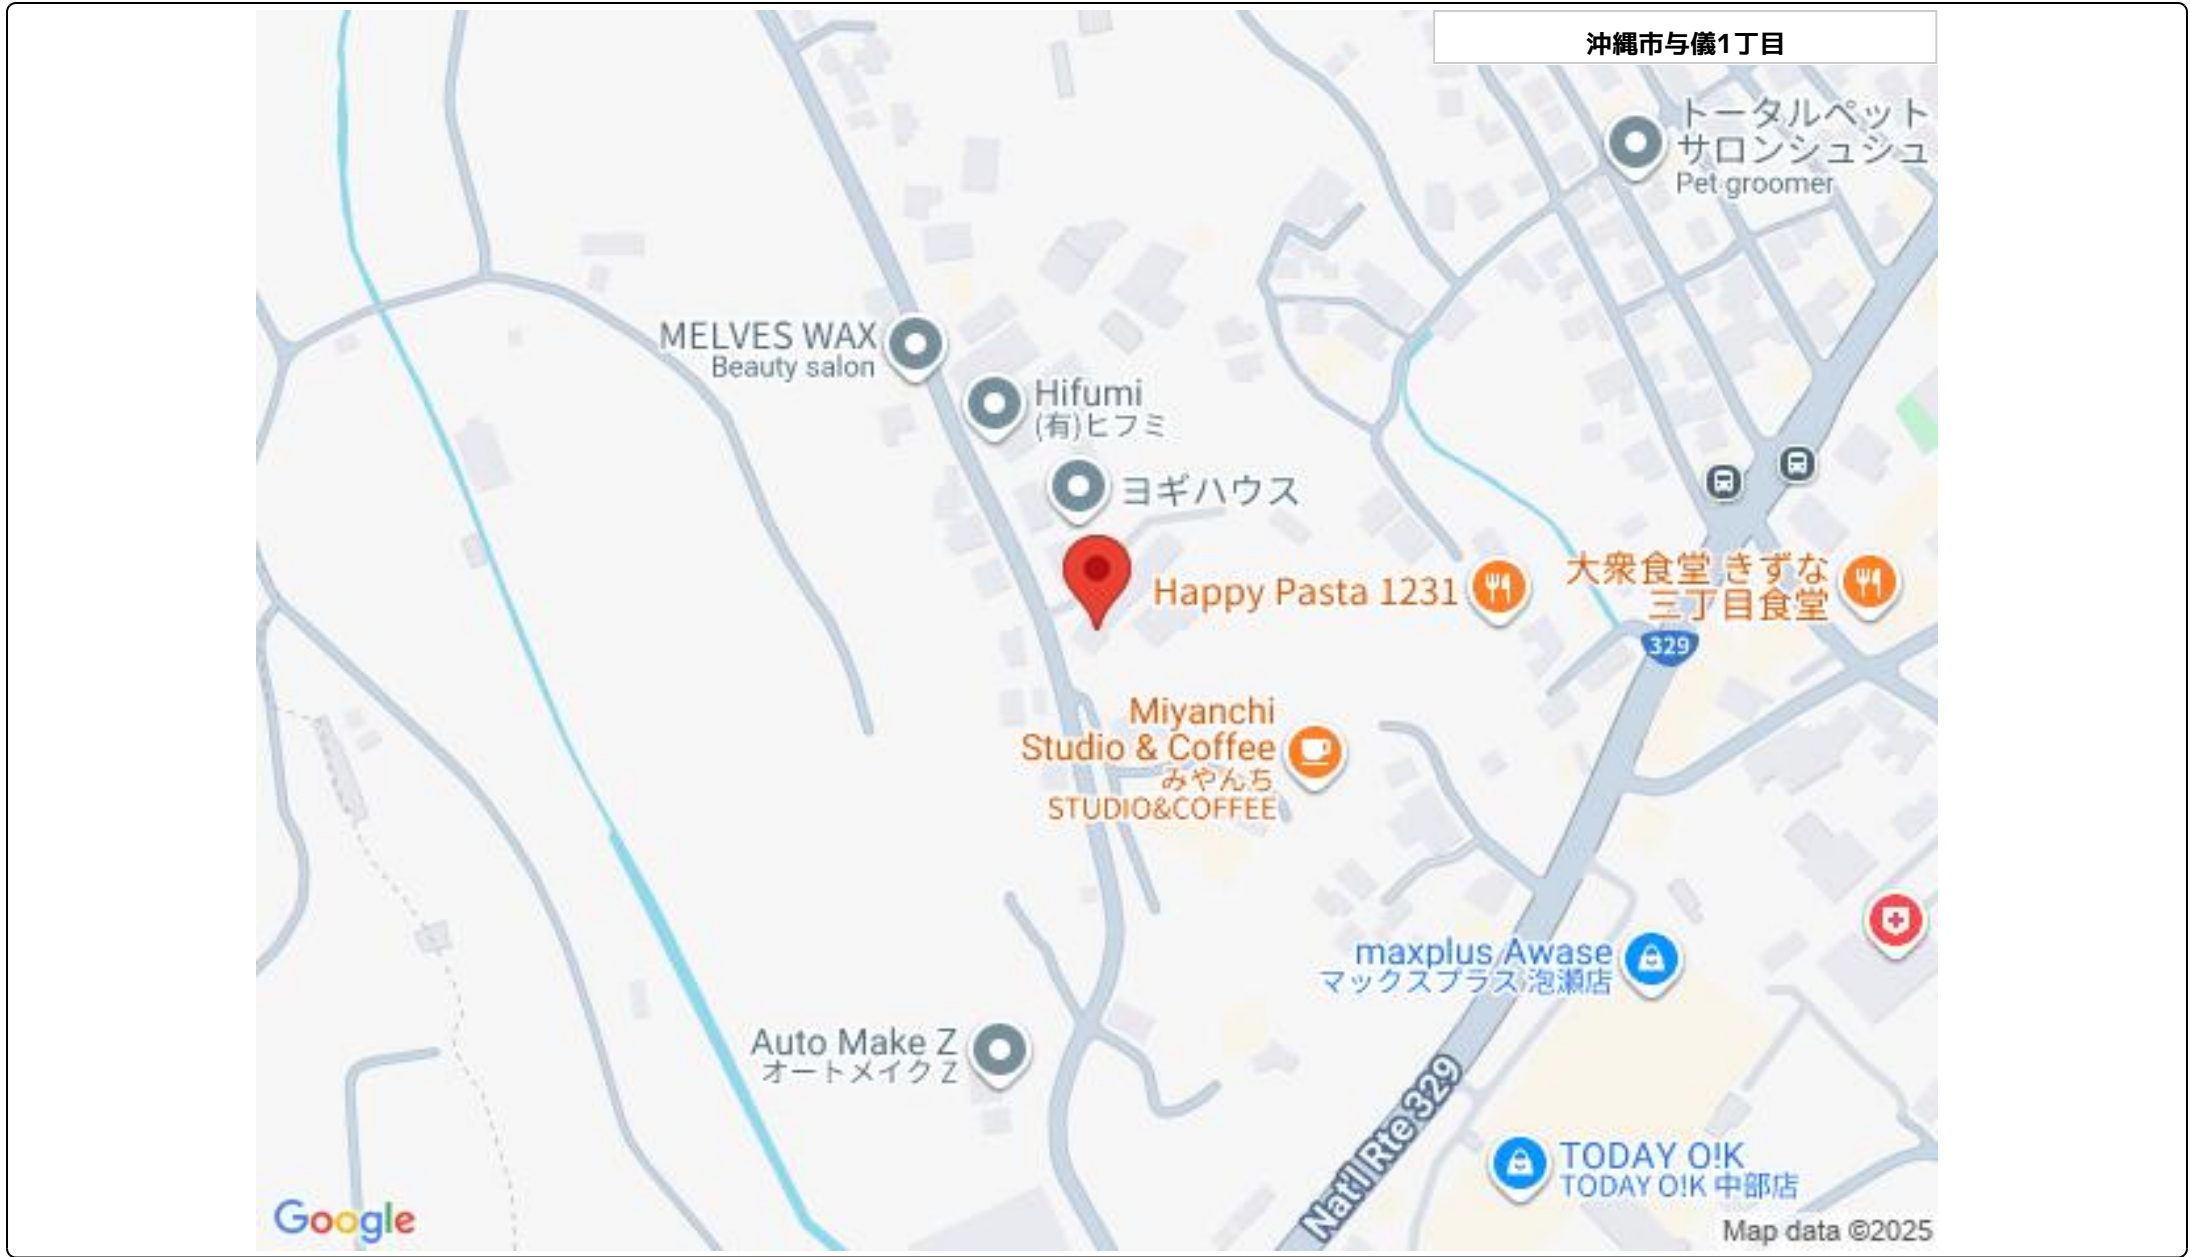 沖縄市与儀1丁目
トータルペット
サロンシュシュ
Pet groomer
MELVES WAX
Beauty salon
Hifumi
(有)ヒフミ
ヨギハウス
Happy Pasta 1231
大衆食堂 きずな
三丁目食堂
329
Miyanchi
Studio & Coffee
みやんち
STUDIO&COFFEE
maxplus Awase
マックスプラス 泡瀬店
Auto Make Z
オートメイク Z
Nat'l Rte 329
TODAY O!K
TODAY O!K 中部店
Google
Map data ©2025